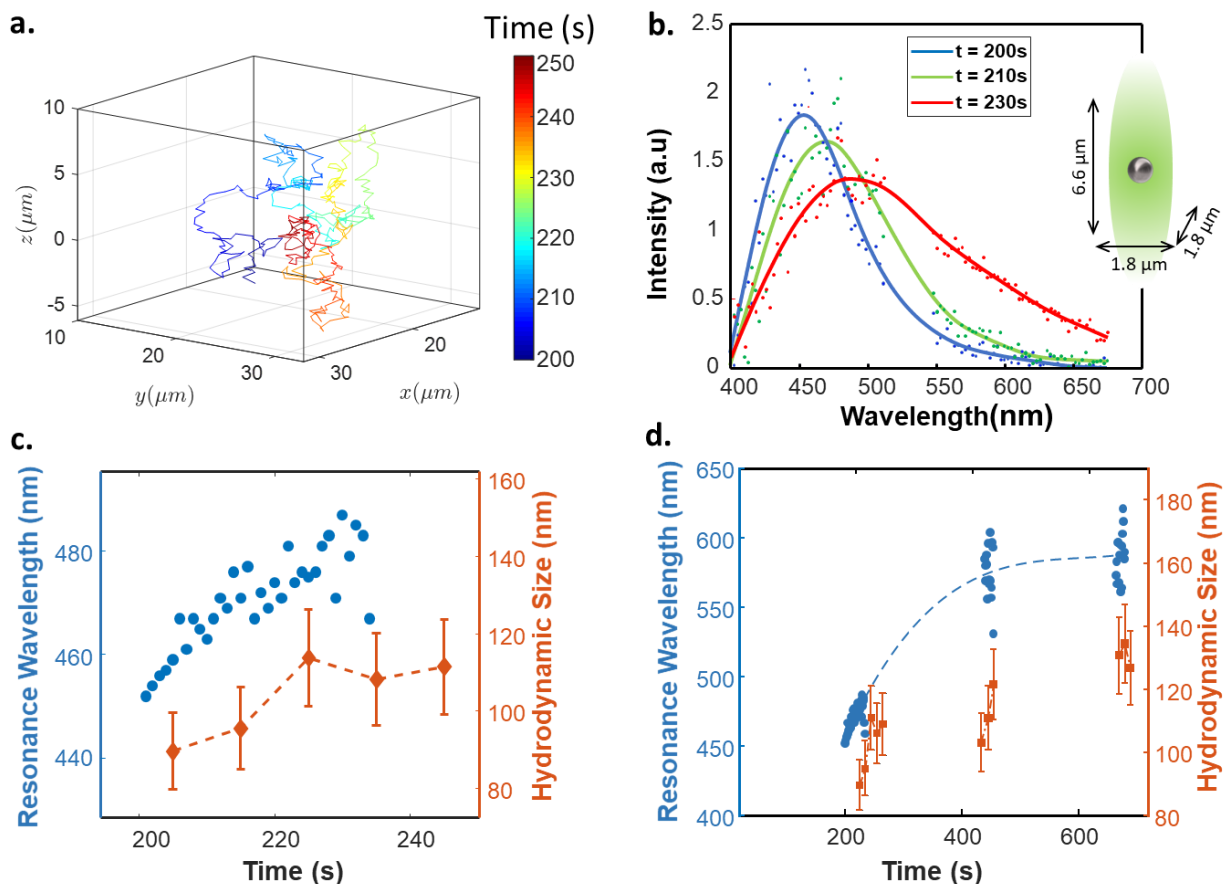 a.
Time (s)
250
240
230
220
210
200
10
5
0
-5
z(μm)
10
20
30
y(μm)
30
20
x(μm)
b.
2.5
2
1.5
1
0.5
0
Intensity (a.u)
t = 200s
t = 210s
t = 230s
6.6 μm
1.8 μm
1.8 μm
400 450 500 550 600 650 700
Wavelength(nm)
c.
Resonance Wavelength (nm)
480
460
440
160
140
120
100
80
Hydrodynamic Size (nm)
200 220 240
Time (s)
d.
Resonance Wavelength (nm)
650
600
550
500
450
400
180
160
140
120
100
80
Hydrodynamic Size (nm)
200 400 600
Time (s)